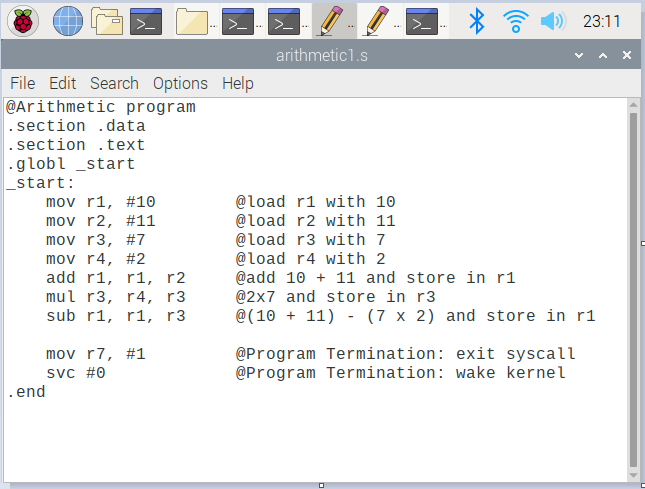 23:11
arithmetic1.s
File Edit Search Options Help
@Arithmetic program
.section .data
.section .text
.globl _start
_start:
    mov r1, #10        @load r1 with 10
    mov r2, #11        @load r2 with 11
    mov r3, #7         @load r3 with 7
    mov r4, #2         @load r4 with 2
    add r1, r1, r2     @add 10 + 11 and store in r1
    mul r3, r4, r3     @2x7 and store in r3
    sub r1, r1, r3     @(10 + 11) - (7 x 2) and store in r1
    mov r7, #1         @Program Termination: exit syscall
    svc #0             @Program Termination: wake kernel
.end